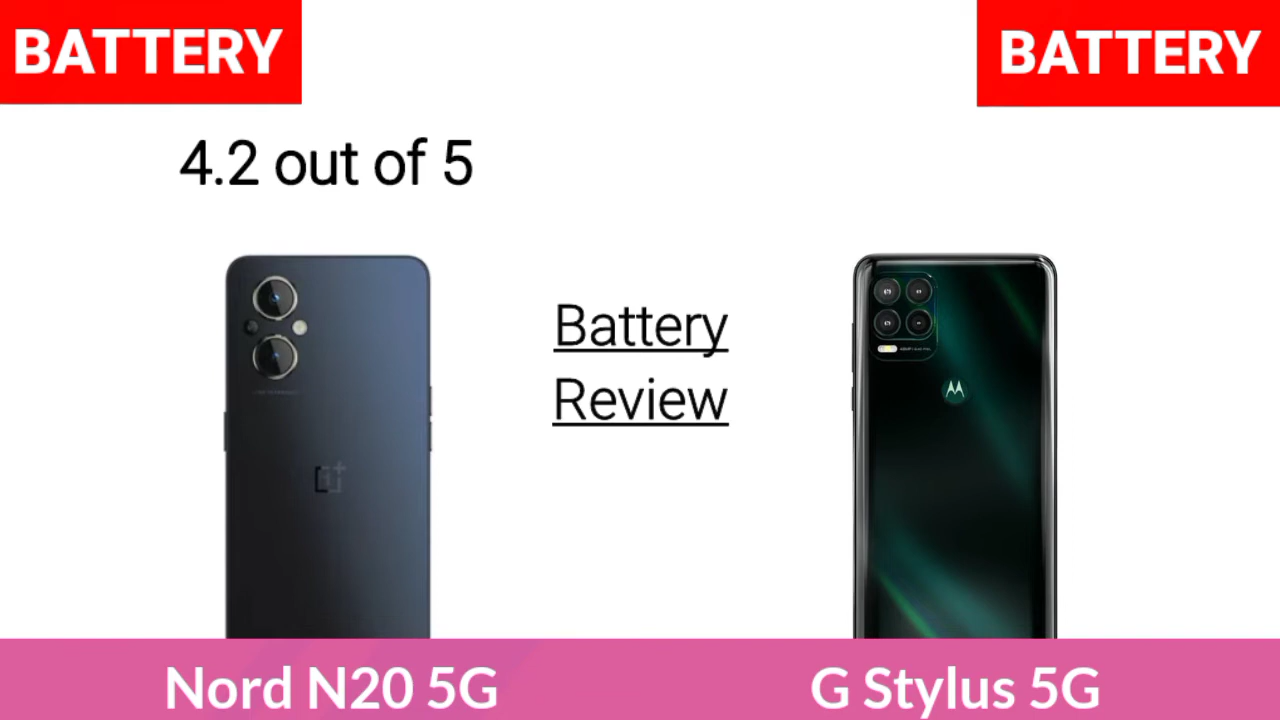 BATTERY
BATTERY
4.2 out of 5
Battery
Review
Nord N20 5G
G Stylus 5G